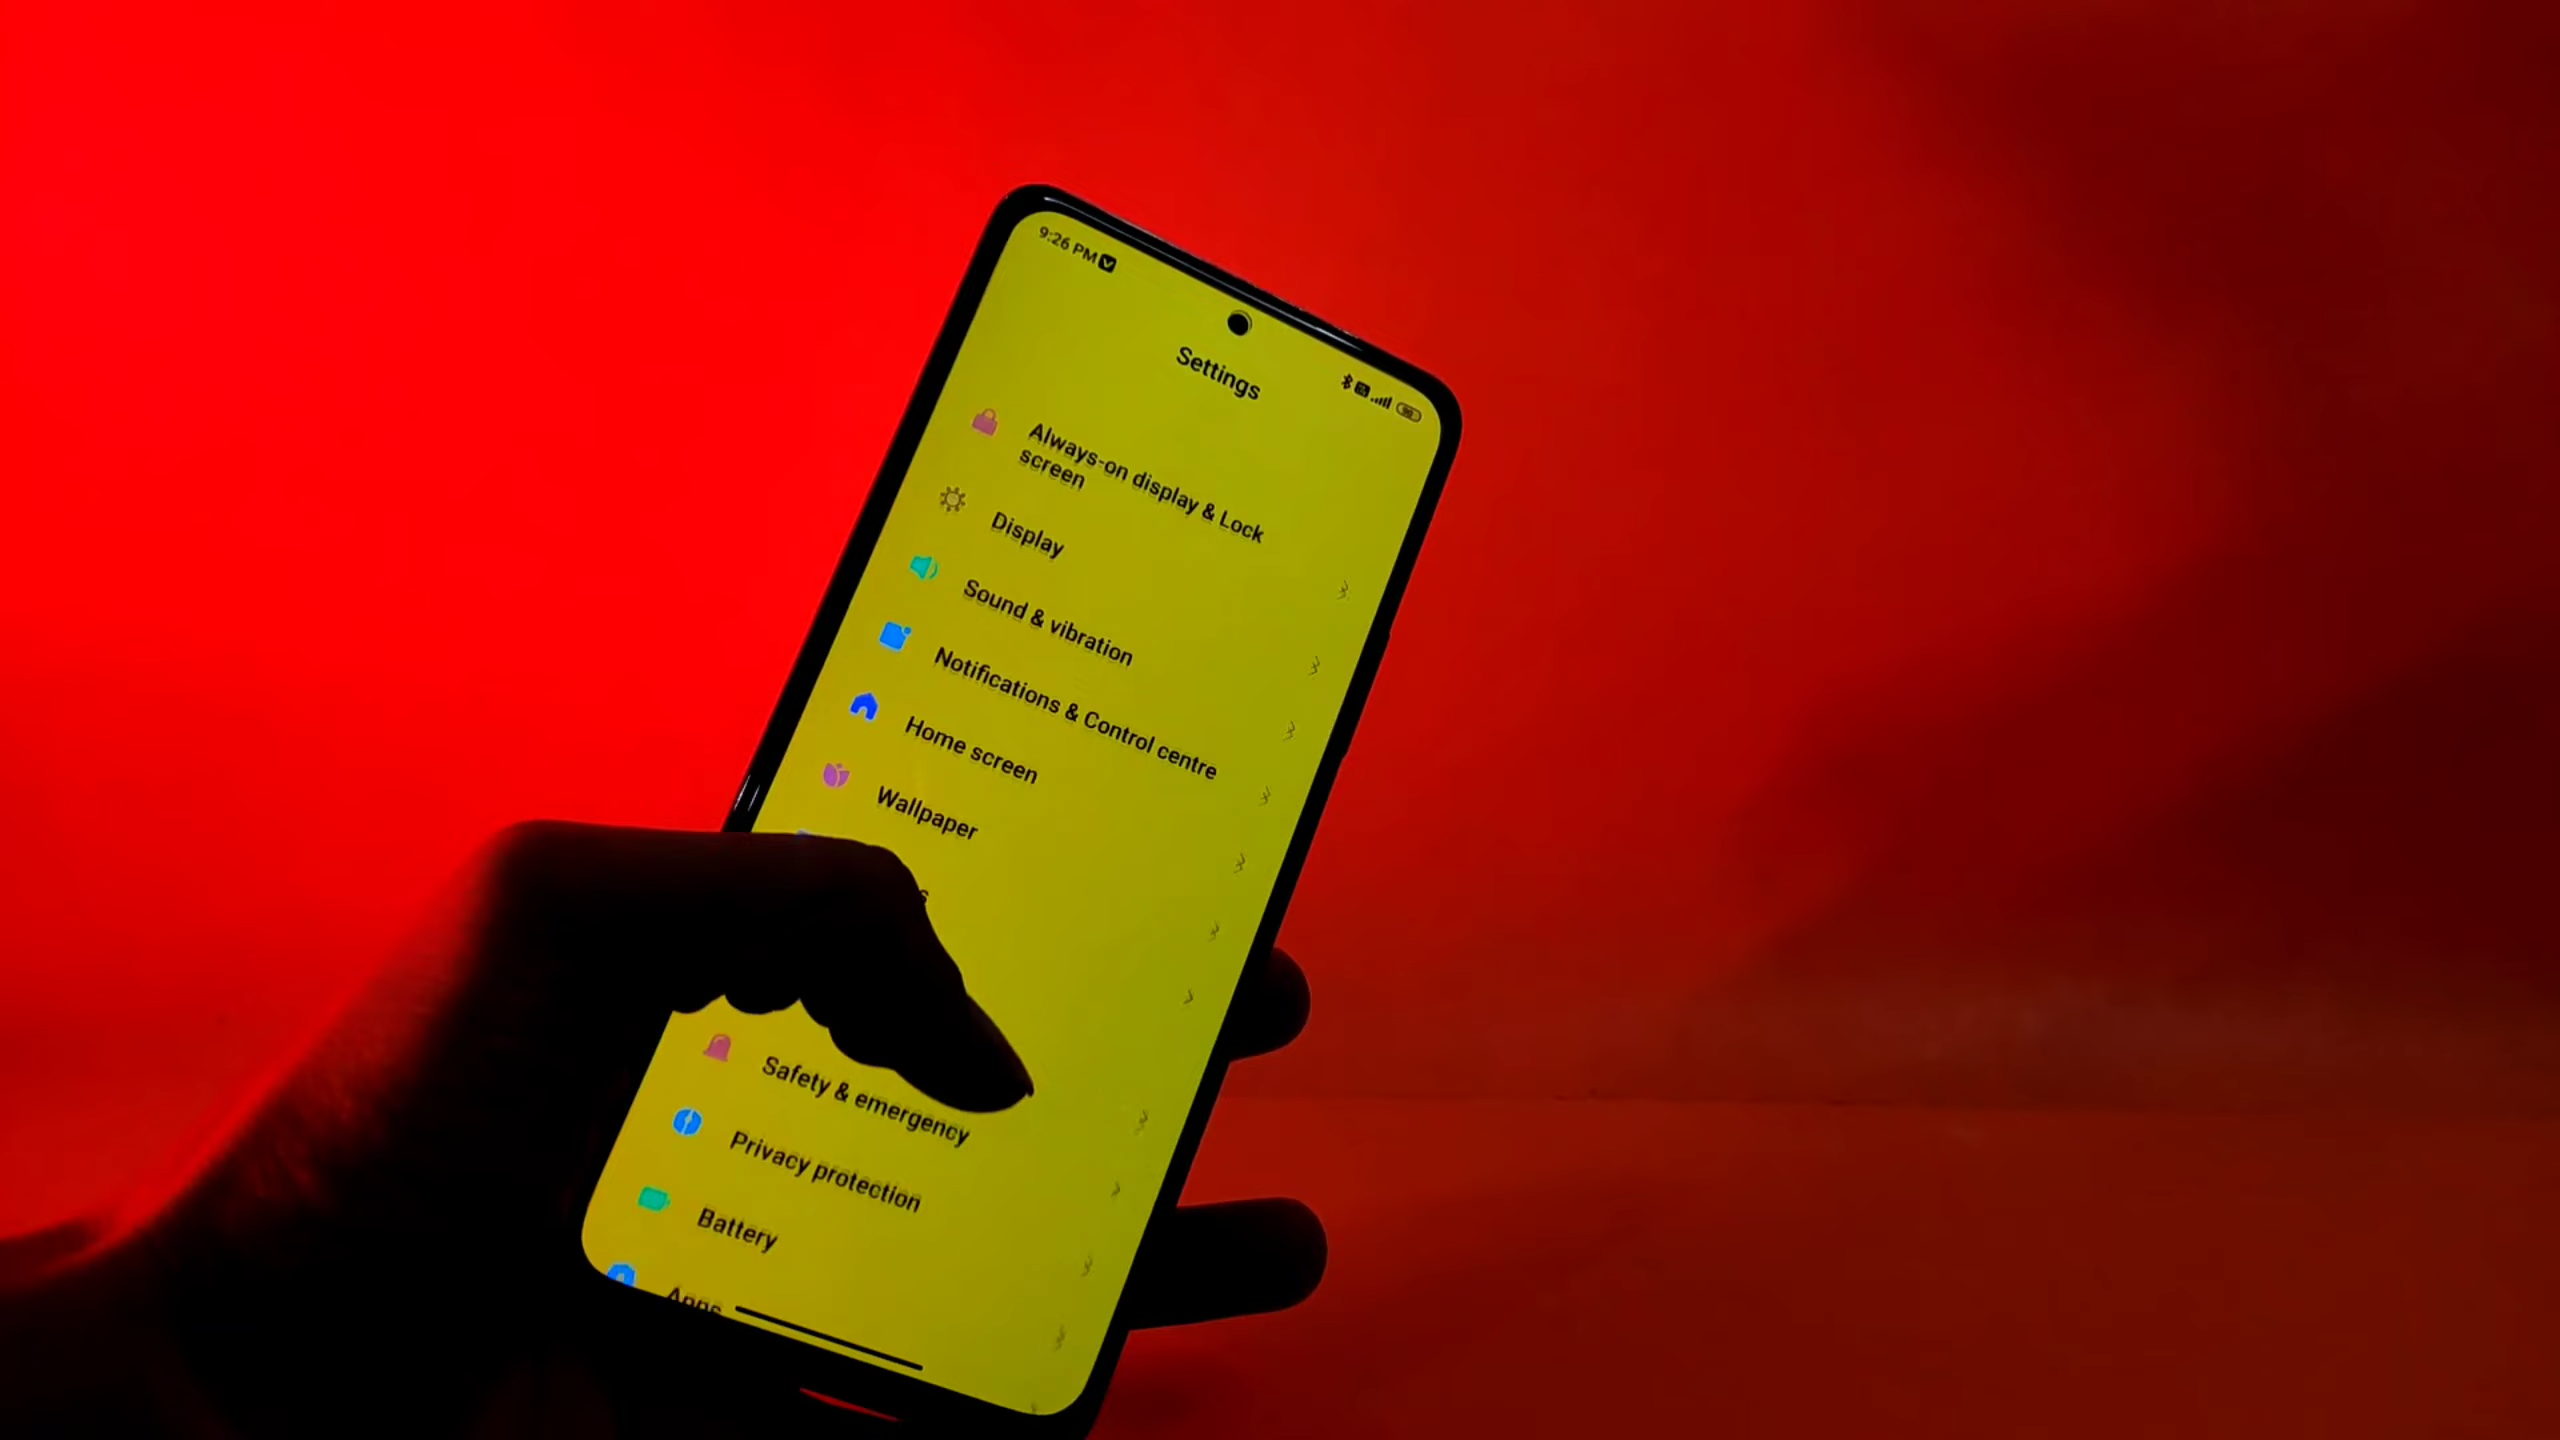 9:26 PM
Settings
Always-on display & Lock
screen
Display
Sound & vibration
Notifications & Control centre
Home screen
Wallpaper
Safety & emergency
Privacy protection
Battery
Apps